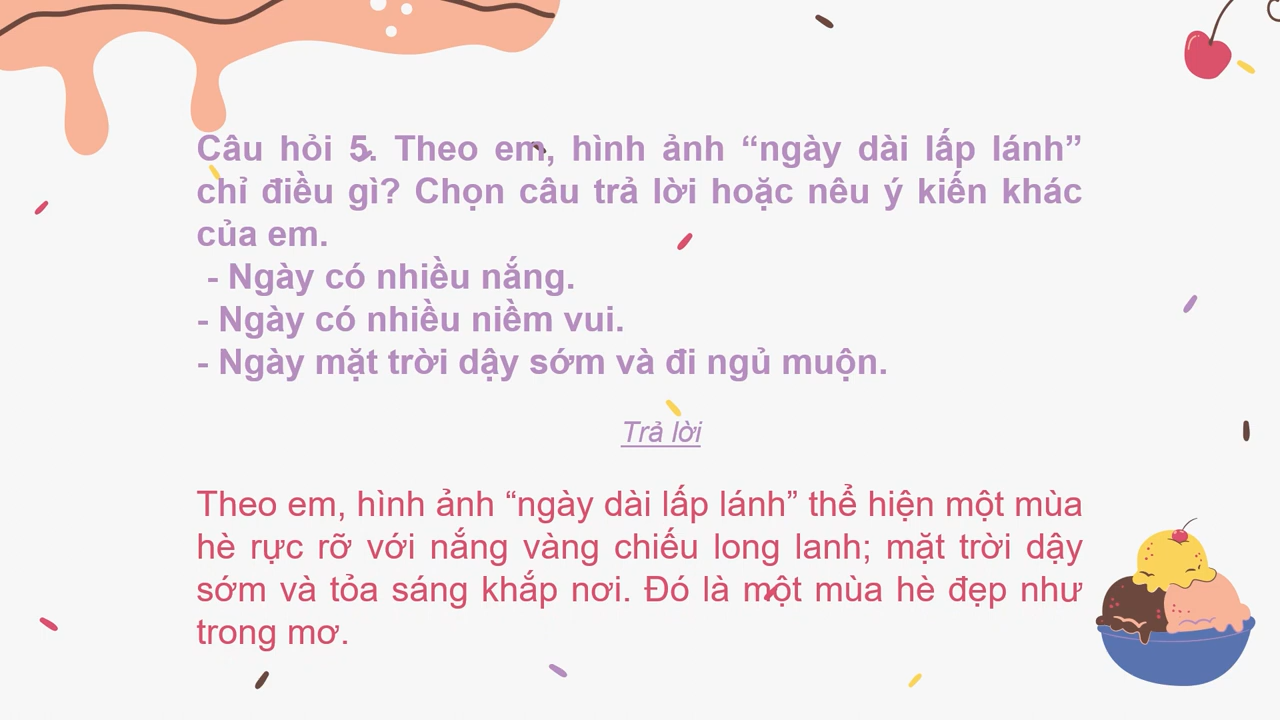 Câu hỏi 5. Theo em, hình ảnh “ngày dài lấp lánh”
chỉ điều gì? Chọn câu trả lời hoặc nêu ý kiến khác
của em.
- Ngày có nhiều nắng.
- Ngày có nhiều niềm vui.
- Ngày mặt trời dậy sớm và đi ngủ muộn.
Trả lời
Theo em, hình ảnh “ngày dài lấp lánh” thể hiện một mùa
hè rực rỡ với nắng vàng chiếu long lanh; mặt trời dậy
sớm và tỏa sáng khắp nơi. Đó là một mùa hè đẹp như
trong mơ.